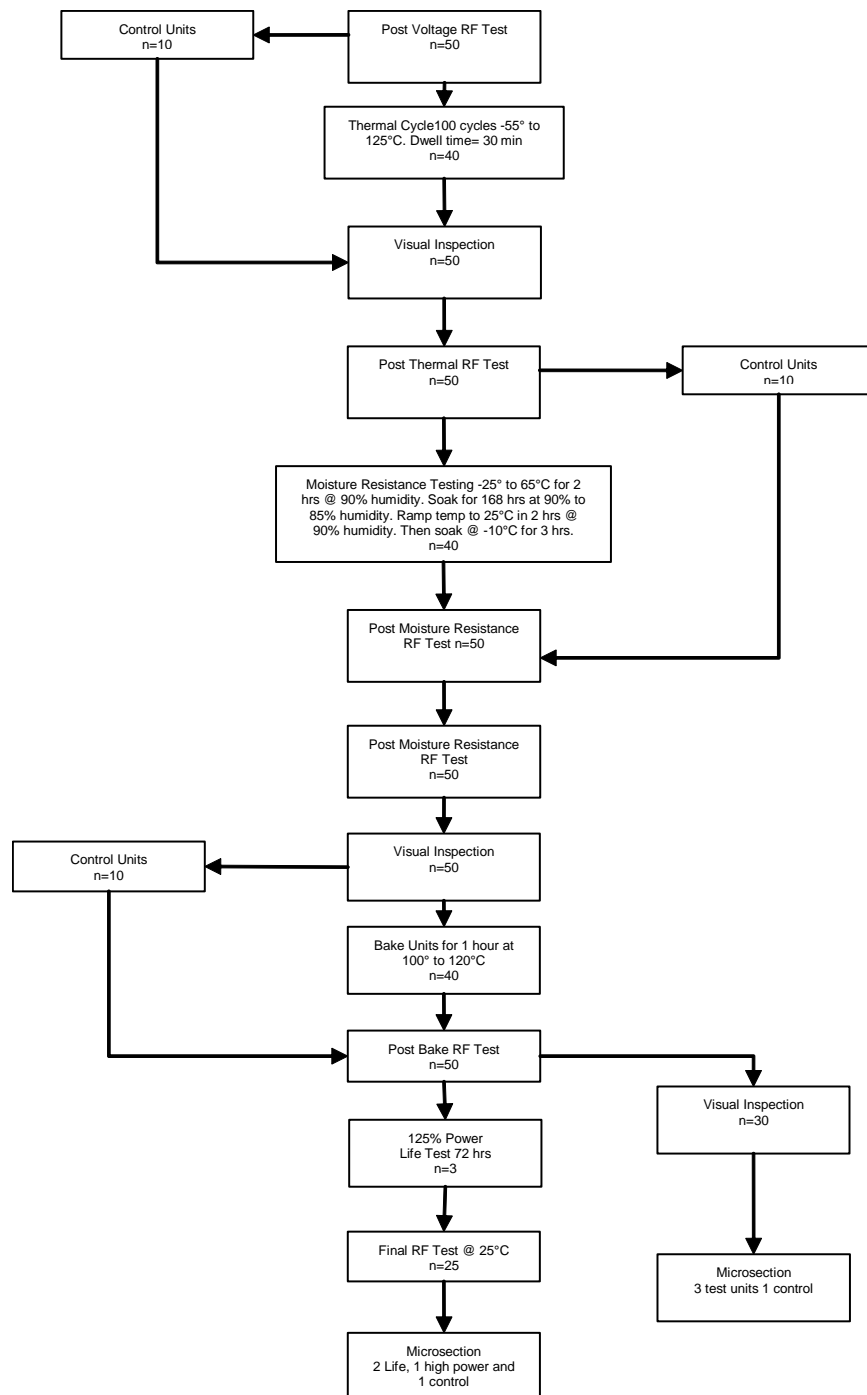 Control Units
n=10
Post Voltage RF Test
n=50
Thermal Cycle100 cycles -55° to
125°C. Dwell time= 30 min
n=40
Visual Inspection
n=50
Post Thermal RF Test
n=50
Control Units
n=10
Moisture Resistance Testing -25° to 65°C for 2
hrs @ 90% humidity. Soak for 168 hrs at 90% to
85% humidity. Ramp temp to 25°C in 2 hrs @
90% humidity. Then soak @ -10°C for 3 hrs.
n=40
Post Moisture Resistance
RF Test n=50
Post Moisture Resistance
RF Test
n=50
Visual Inspection
n=50
Control Units
n=10
Bake Units for 1 hour at
100° to 120°C
n=40
Post Bake RF Test
n=50
Visual Inspection
n=30
125% Power
Life Test 72 hrs
n=3
Final RF Test @ 25°C
n=25
Microsection
3 test units 1 control
Microsection
2 Life, 1 high power and
1 control